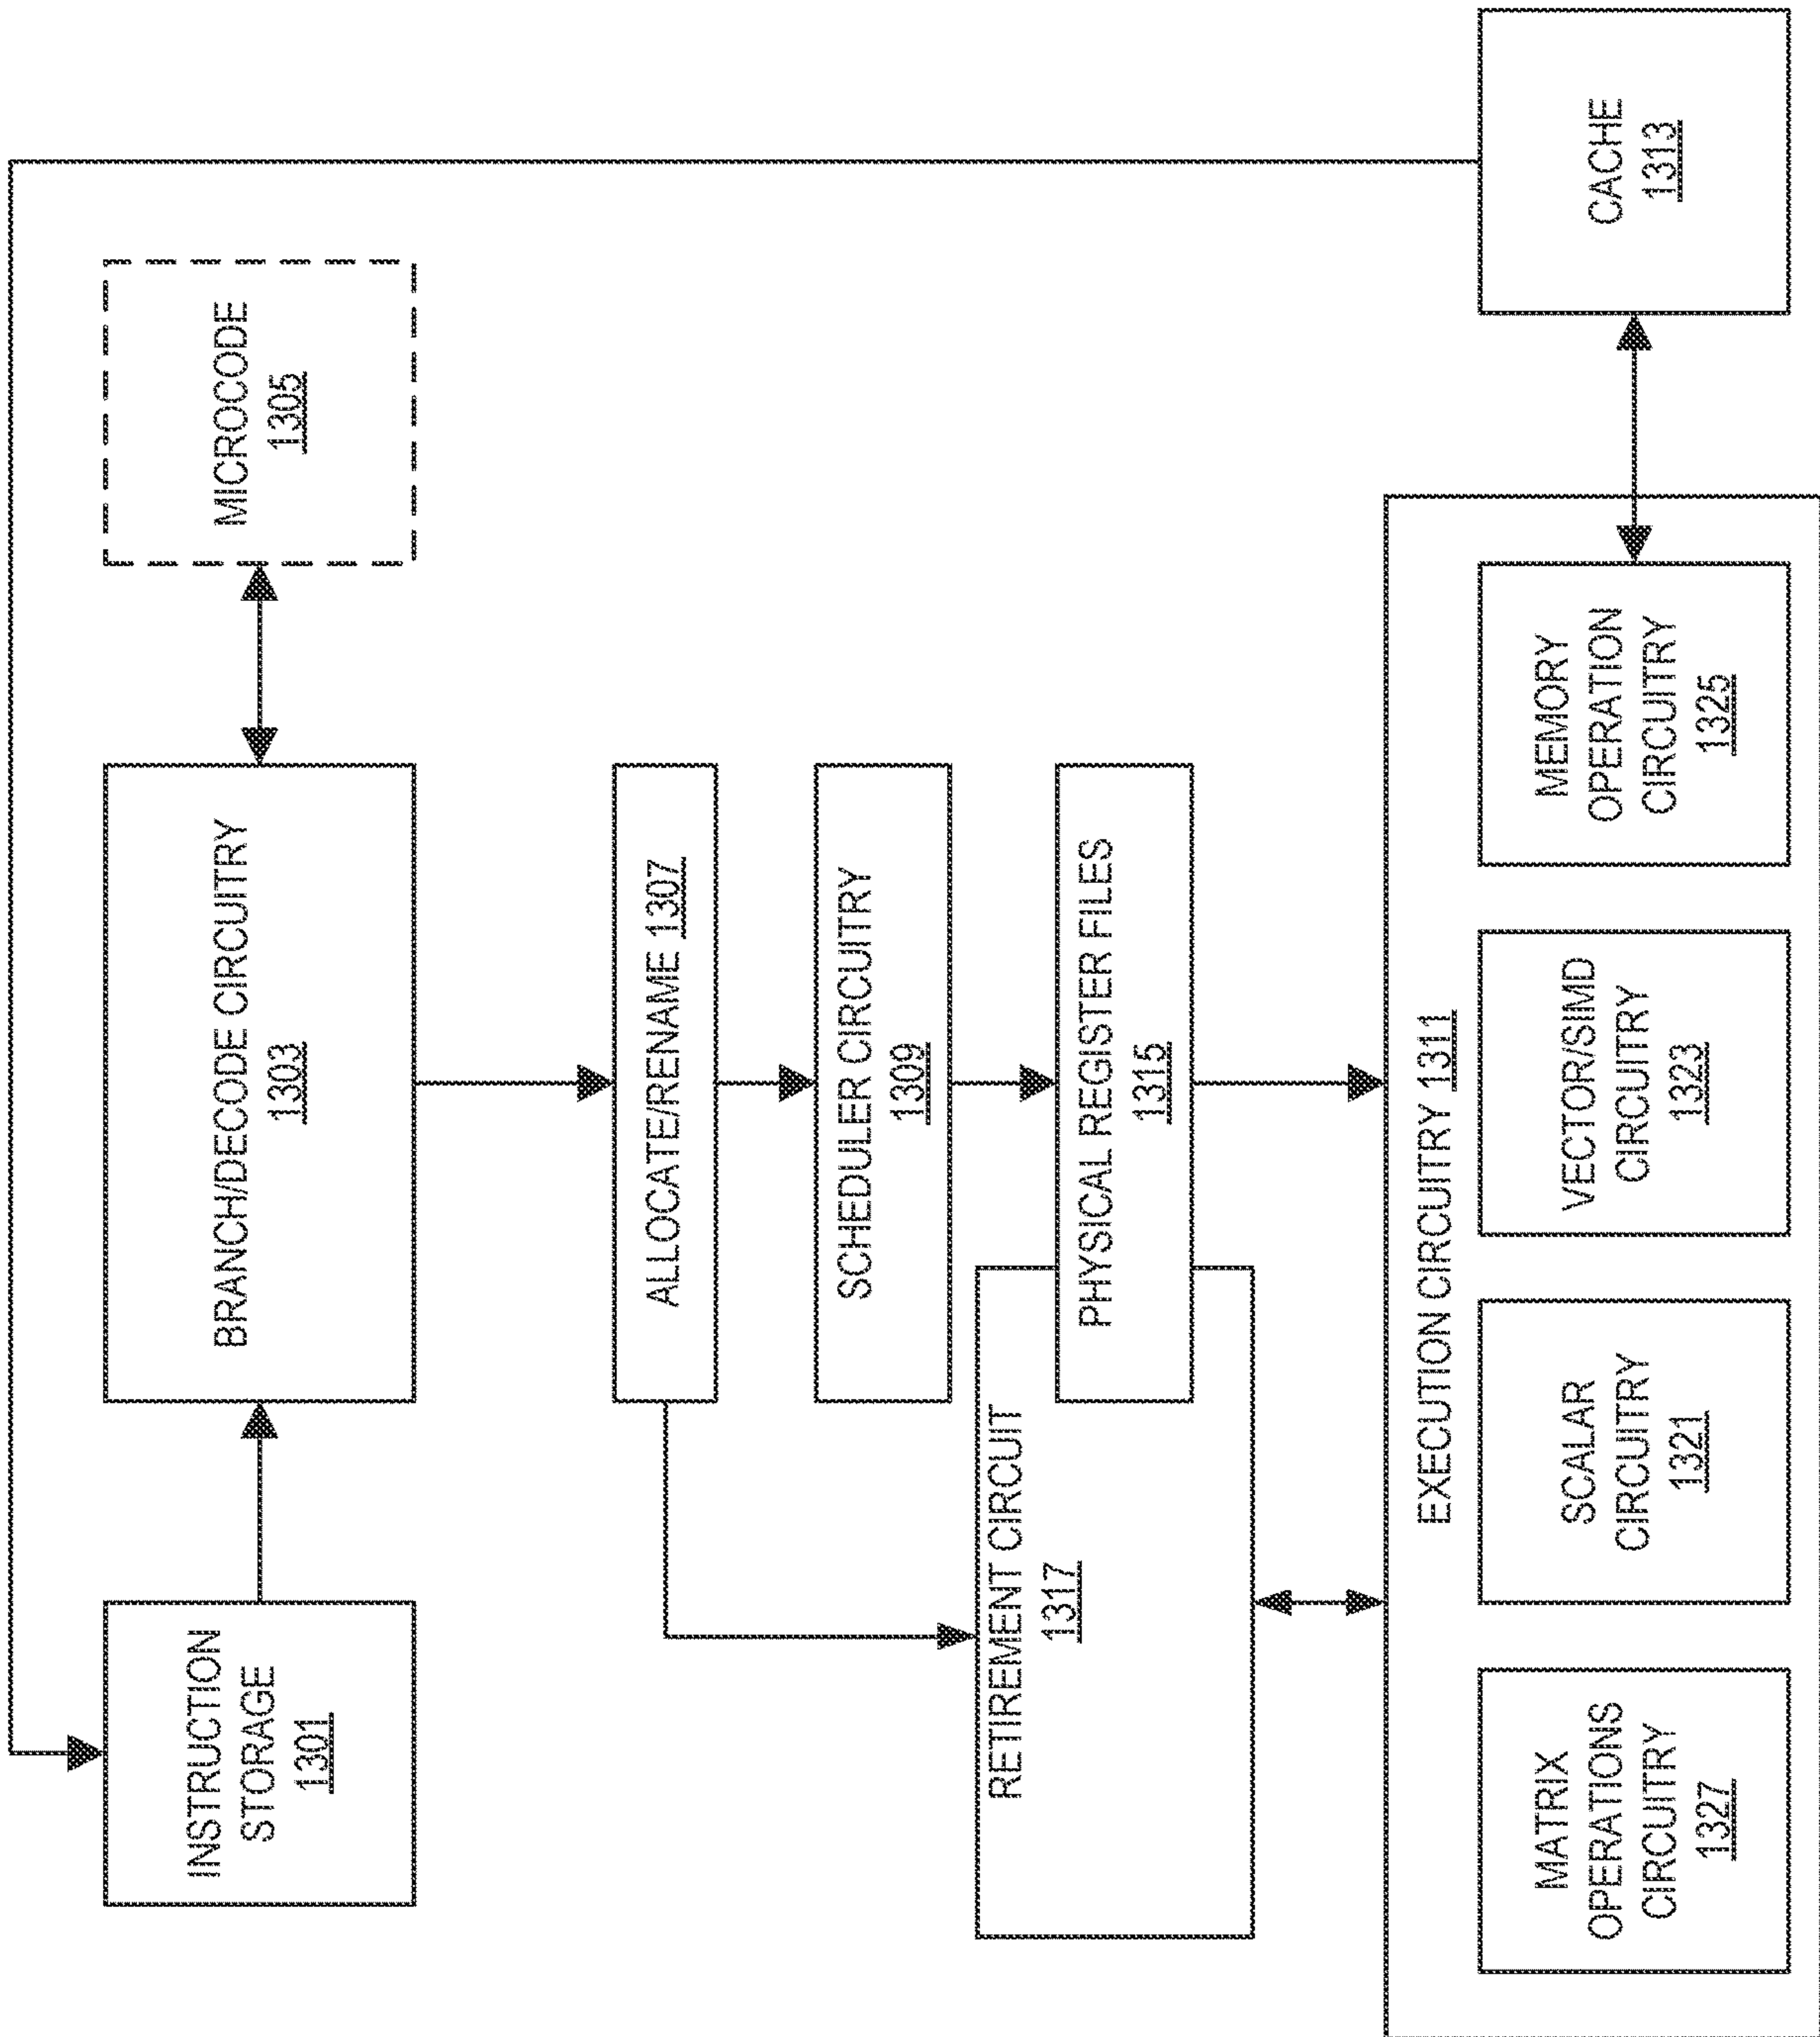 INSTRUCTION
STORAGE
1301
BRANCH/DECODE CIRCUITRY
1303
MICROCODE
1305
ALLOCATE/RENAME 1307
SCHEDULER CIRCUITRY
1309
RETIREMENT CIRCUIT
1317
PHYSICAL REGISTER FILES
1315
EXECUTION CIRCUITRY 1311
MATRIX
OPERATIONS
CIRCUITRY
1327
SCALAR
CIRCUITRY
1321
VECTOR/SIMD
CIRCUITRY
1323
MEMORY
OPERATION
CIRCUITRY
1325
CACHE
1313